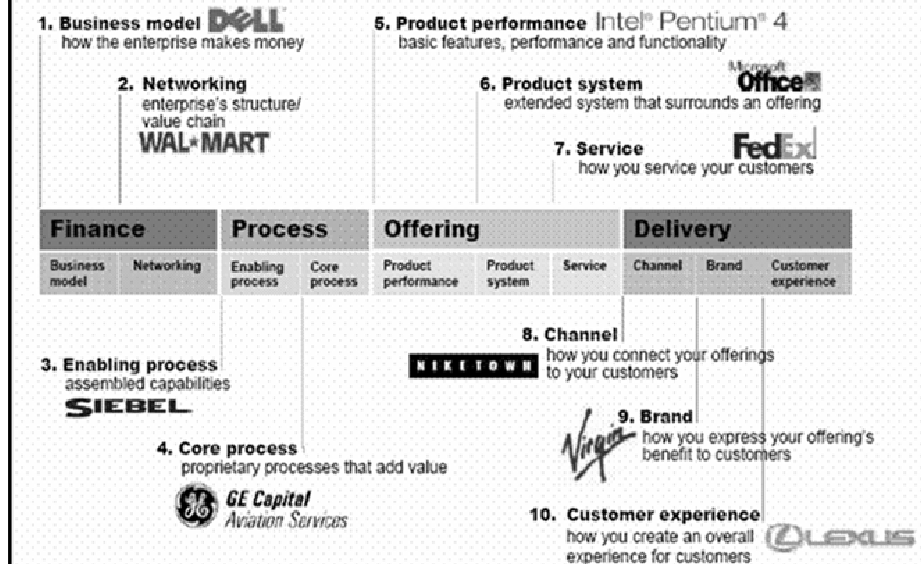 1. Business model DELL
how the enterprise makes money
2. Networking
enterprise's structure/
value chain
WAL★MART
5. Product performance Intel® Pentium® 4
basic features, performance and functionality
6. Product system Microsoft Office
extended system that surrounds an offering
7. Service FedEx
how you service your customers
Finance Process Offering Delivery
Business model Networking Enabling process Core process Product performance Product system Service Channel Brand Customer experience
3. Enabling process
assembled capabilities
SIEBEL
4. Core process
proprietary processes that add value
GE GE Capital
Aviation Services
8. Channel
NIKETOWN how you connect your offerings
to your customers
9. Brand
Virgin how you express your offering's
benefit to customers
10. Customer experience
how you create an overall LEXUS
experience for customers